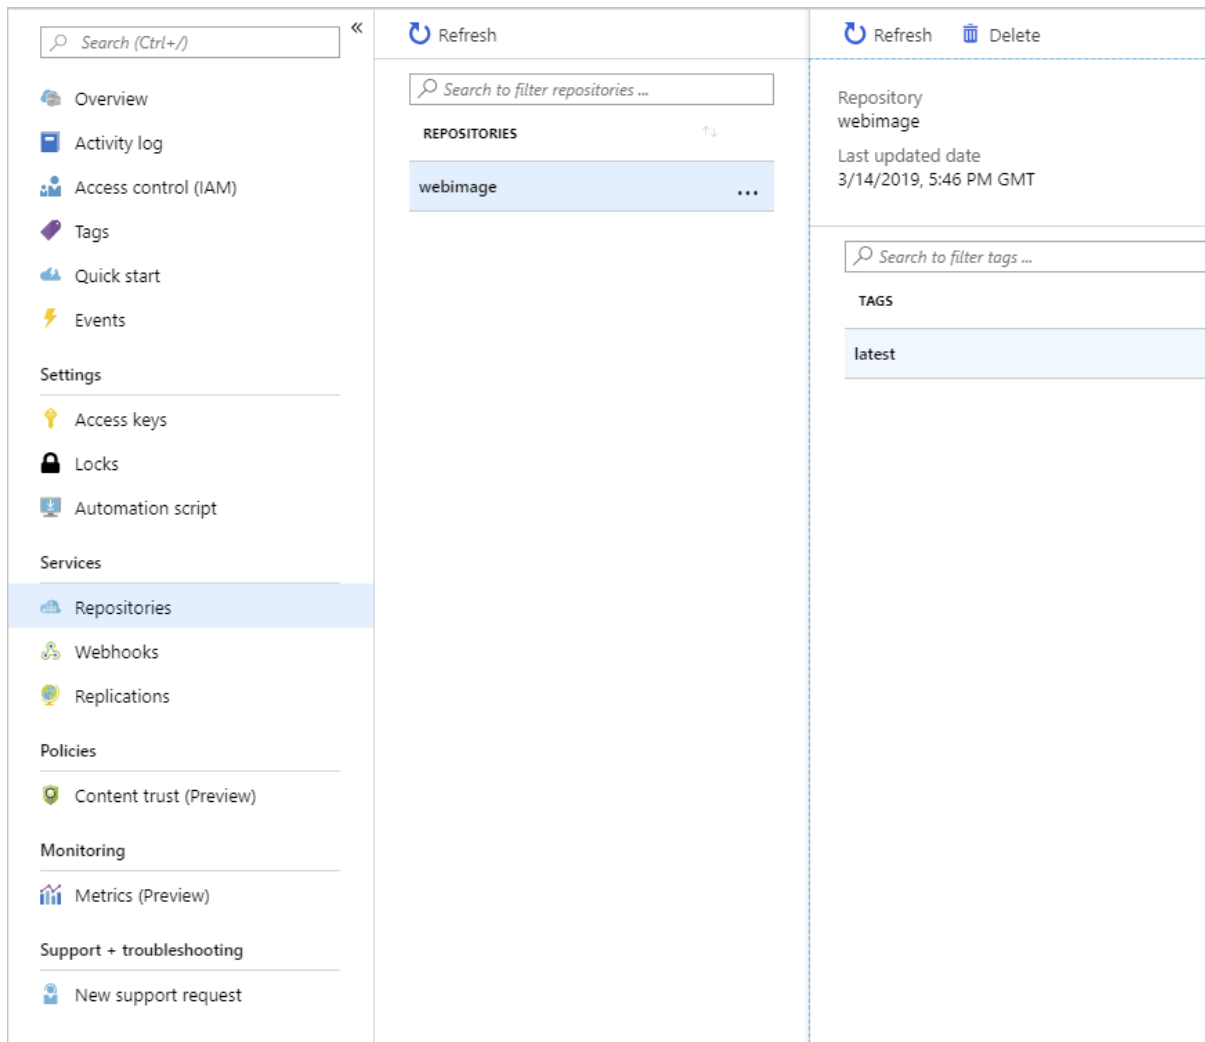 «
Search (Ctrl+/)
Overview
Activity log
Access control (IAM)
Tags
Quick start
Events
Settings
Access keys
Locks
Automation script
Services
Repositories
Webhooks
Replications
Policies
Content trust (Preview)
Monitoring
Metrics (Preview)
Support + troubleshooting
New support request
Refresh
Search to filter repositories ...
REPOSITORIES
webimage ...
Refresh Delete
Repository
webimage
Last updated date
3/14/2019, 5:46 PM GMT
Search to filter tags ...
TAGS
latest